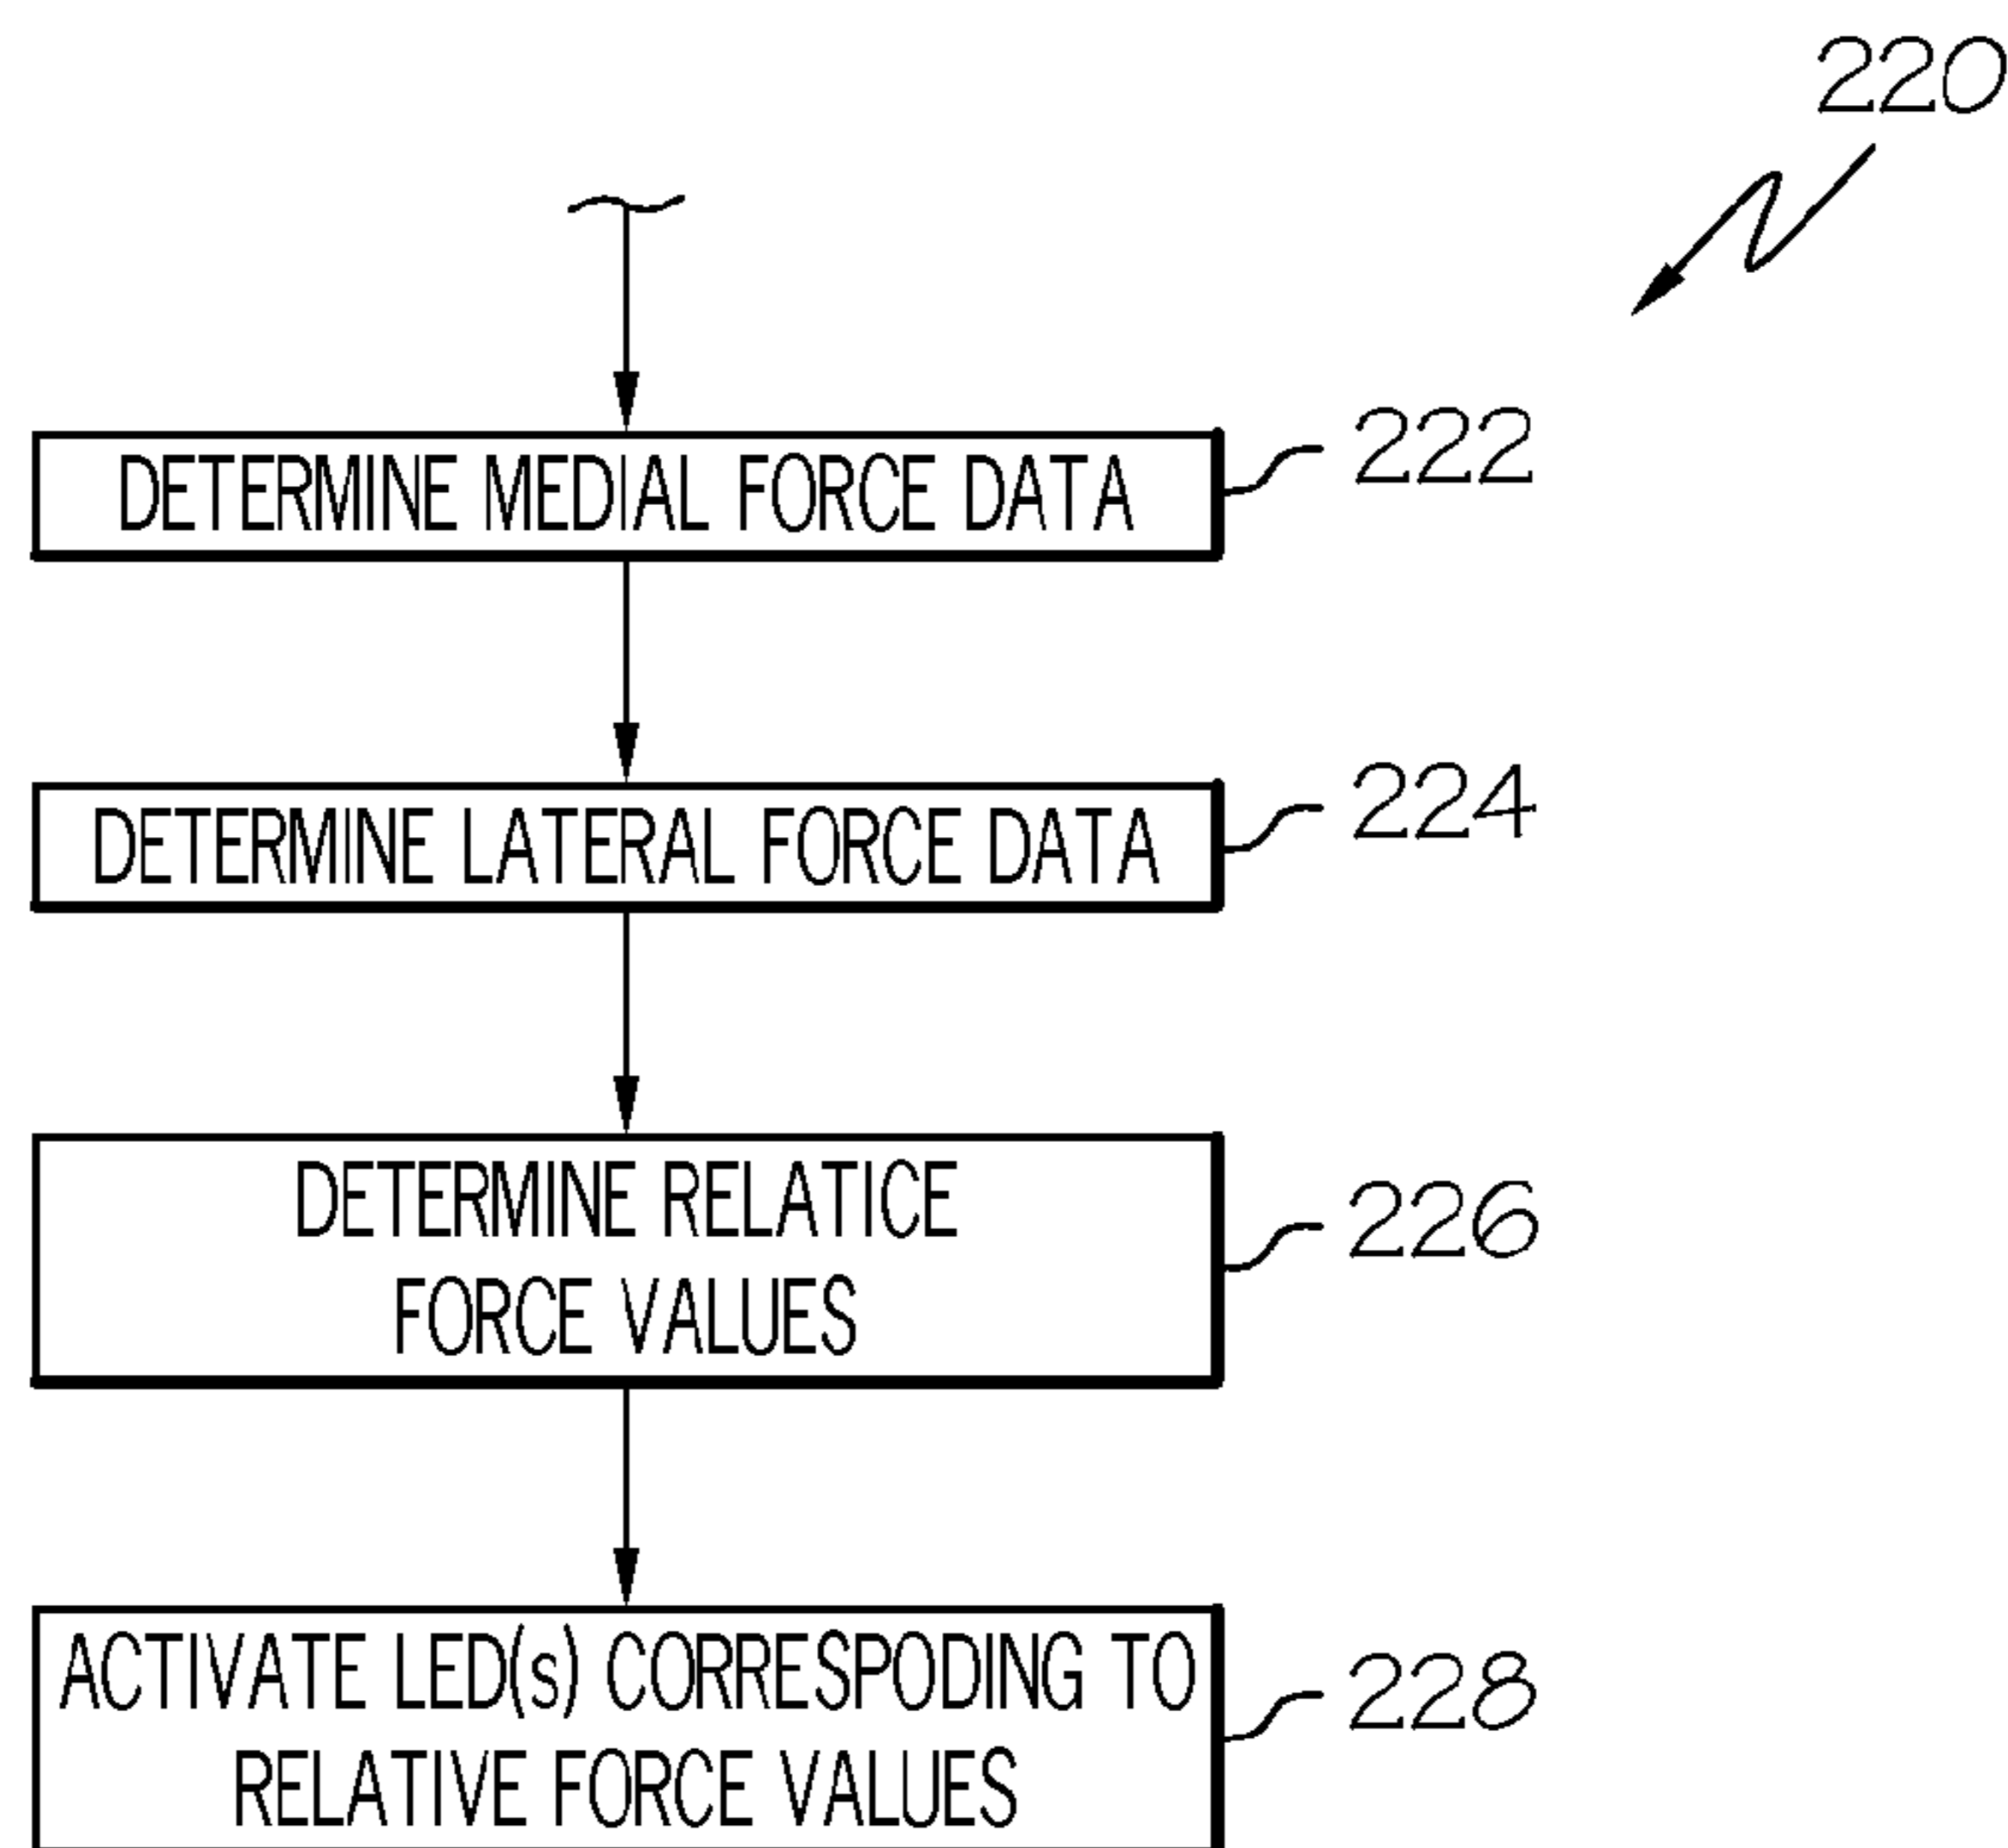 220
DETERMINE MEDIAL FORCE DATA
222
DETERMINE LATERAL FORCE DATA
224
DETERMINE RELATICE
FORCE VALUES
226
ACTIVATE LED(s) CORRESPODING TO
RELATIVE FORCE VALUES
228